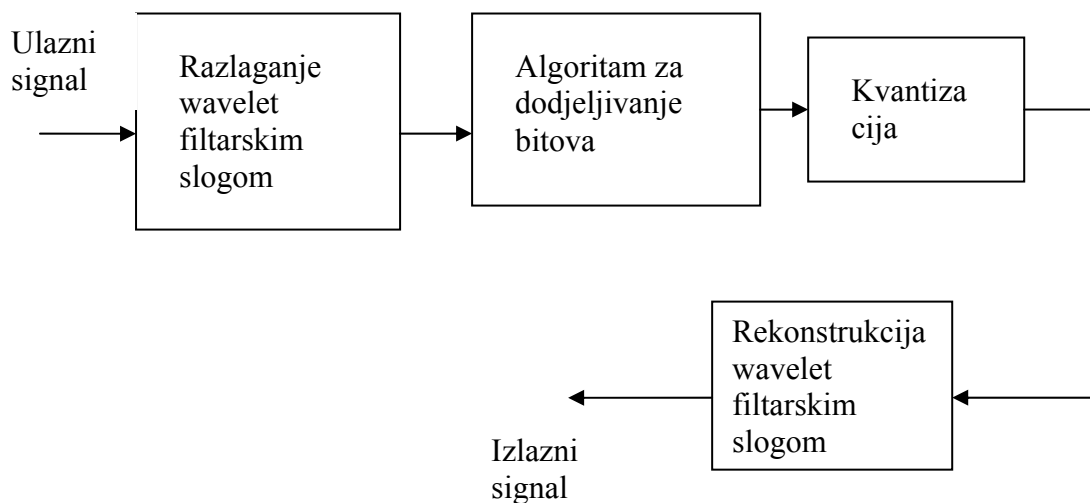 Ulazni
signal
Razlaganje
wavelet
filtarskim
slogom
Algoritam za
dodjeljivanje
bitova
Kvantiza
cija
Rekonstrukcija
wavelet
filtarskim
slogom
Izlazni
signal